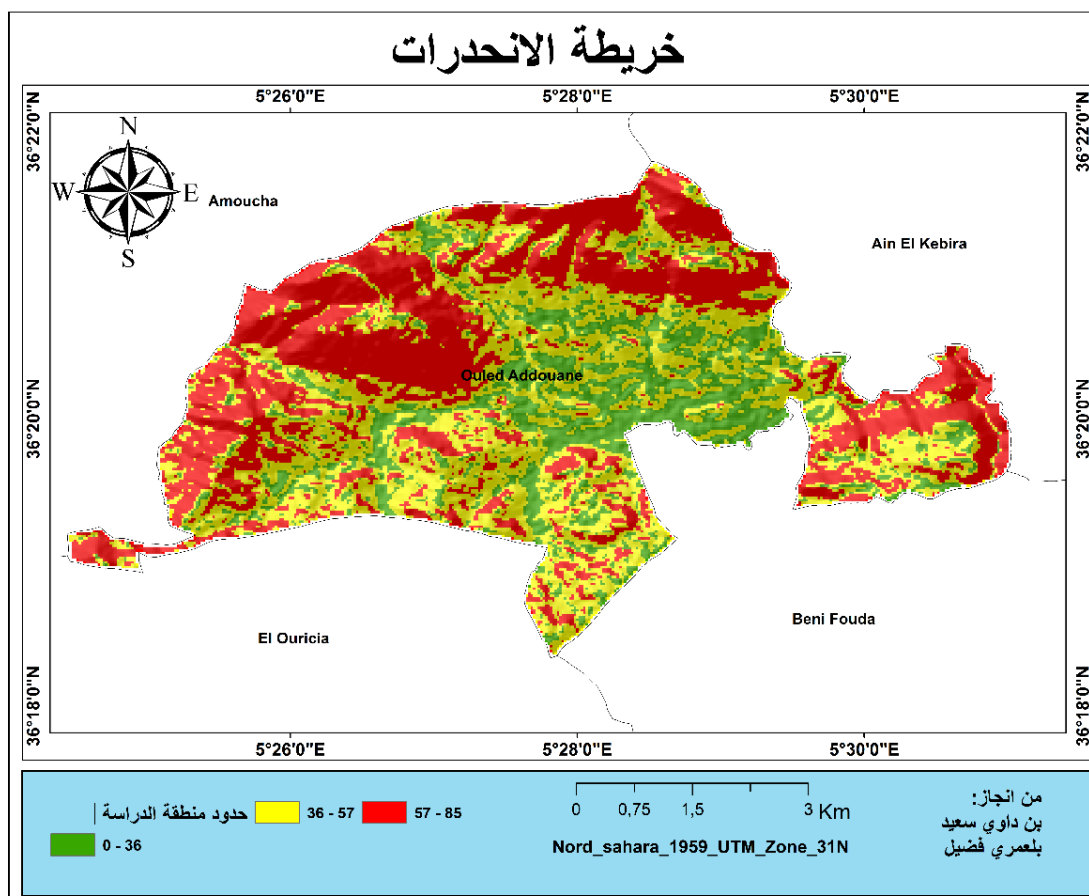 خريطة الانحدرات
5°26'0"E 5°28'0"E 5°30'0"E
36°22'0"N 36°22'0"N
N
W E
S
Amoucha
Ain El Kebira
Ouled Addouane
36°20'0"N 36°20'0"N
El Ouricia
Beni Fouda
36°18'0"N 36°18'0"N
5°26'0"E 5°28'0"E 5°30'0"E
حدود منطقة الدراسة
36 - 57
57 - 85
0 - 36
0 0,75 1,5 3 Km
Nord_sahara_1959_UTM_Zone_31N
من انجاز:
بن داوي سعيد
بلعمري فضيل